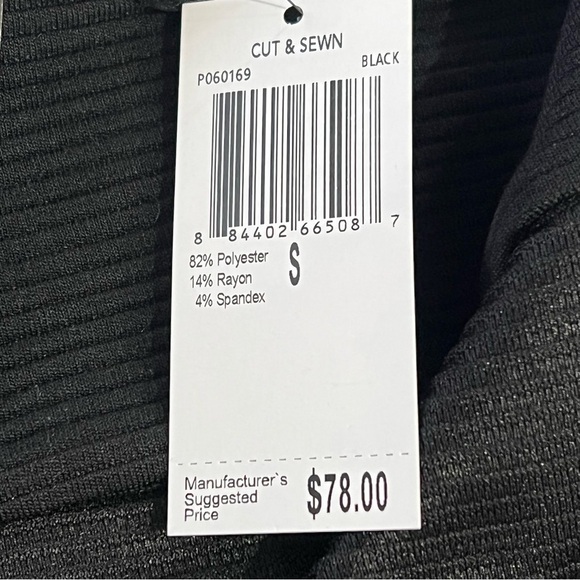 CUT & SEWN
P060169 BLACK
8 84402 66508 7
82% Polyester
14% Rayon
4% Spandex
S
Manufacturer`s
Suggested
Price
$78.00